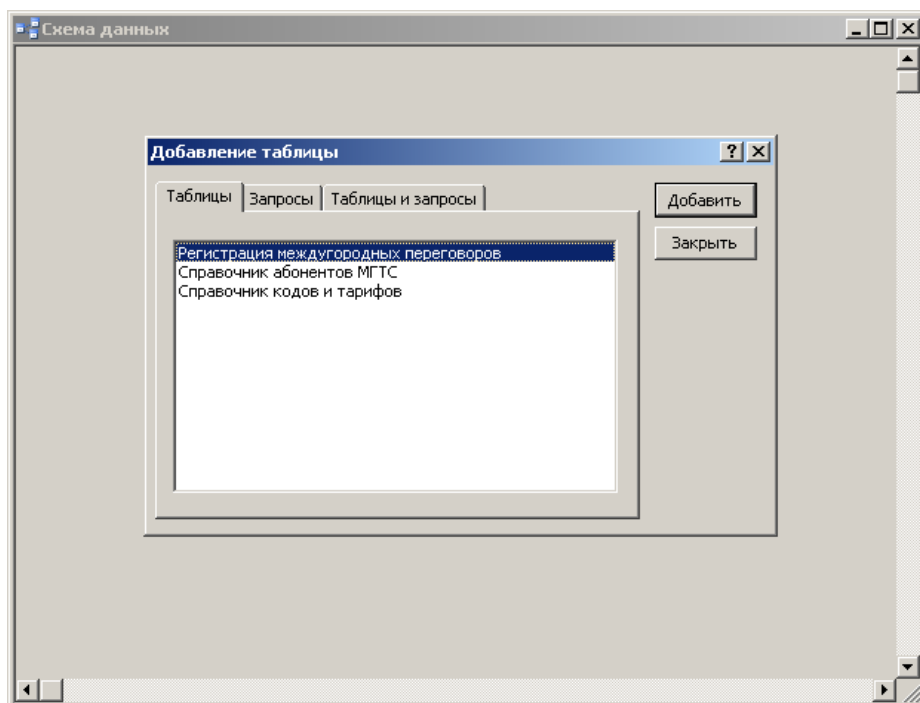 Схема данных
Добавление таблицы
Таблицы Запросы Таблицы и запросы
Добавить
Закрыть
Регистрация междугородных переговоров
Справочник абонентов МГТС
Справочник кодов и тарифов